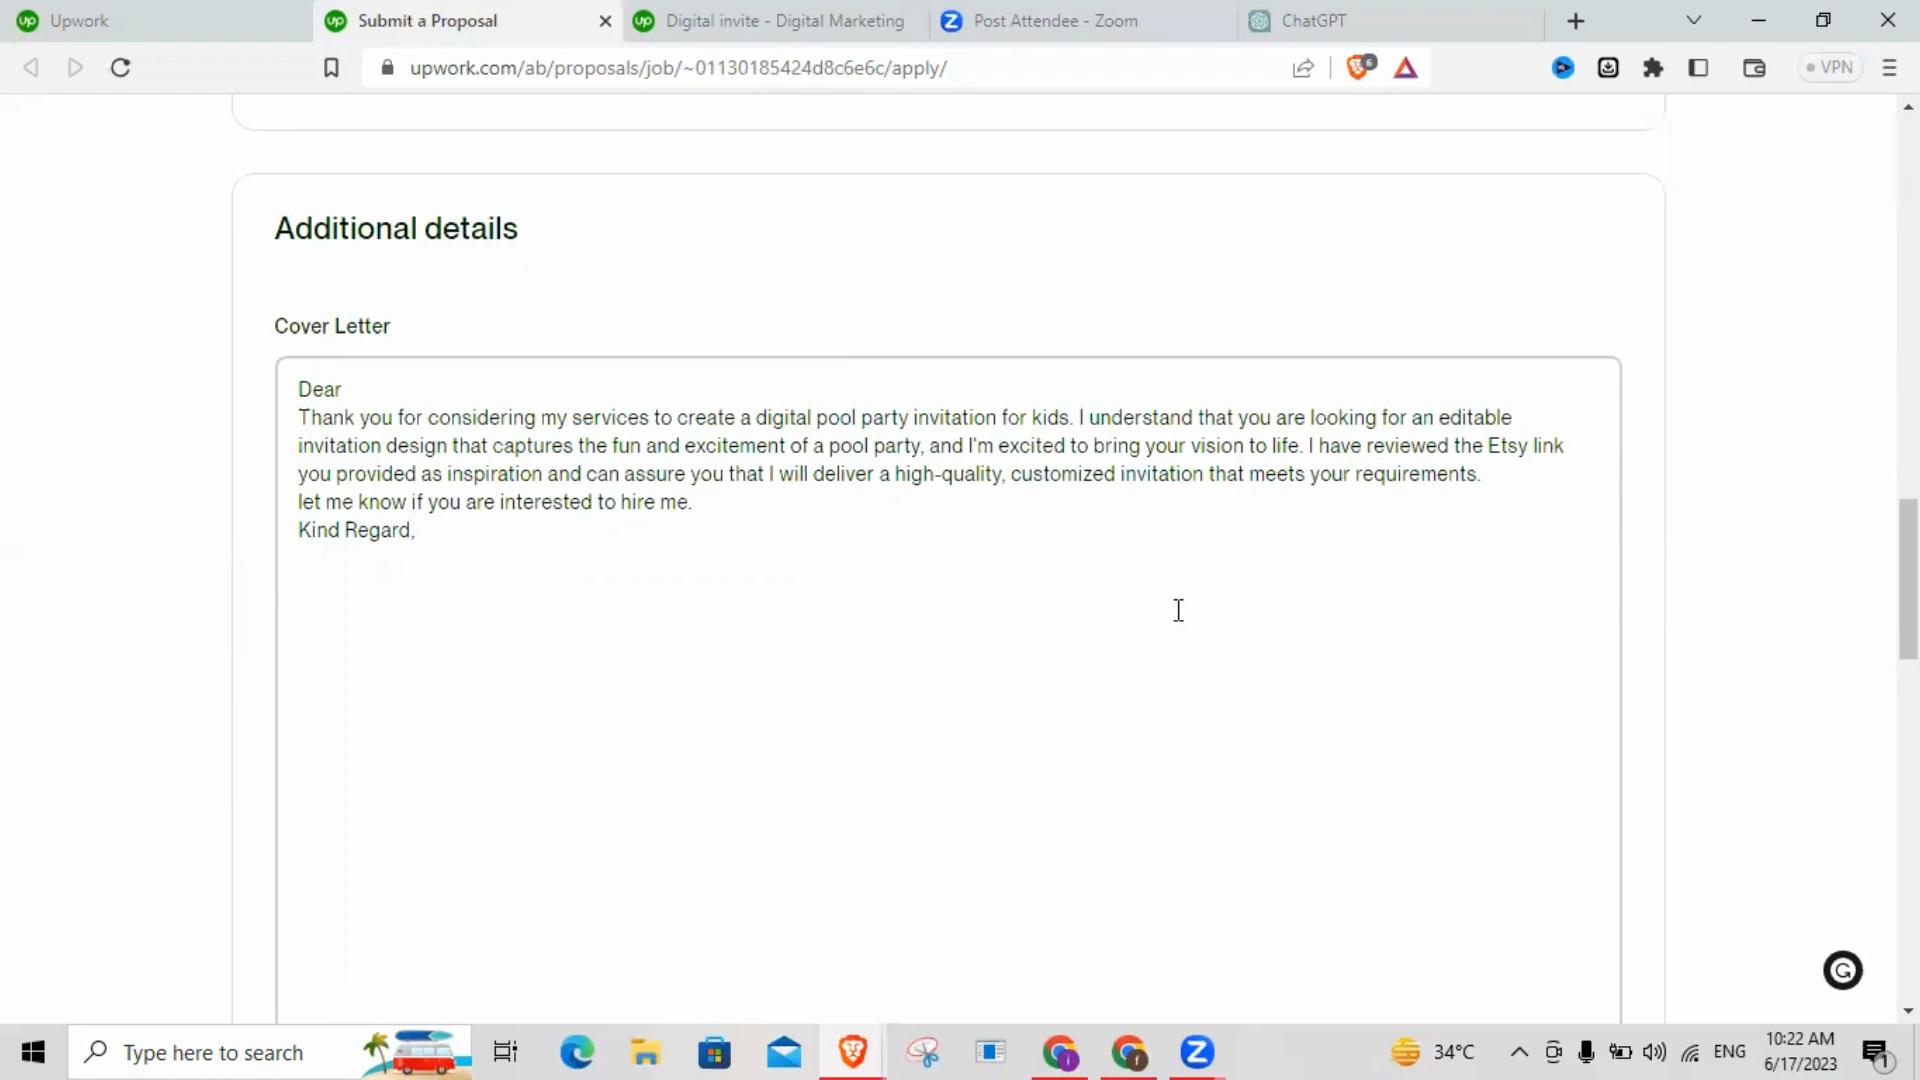 Upwork
Submit a Proposal
Digital invite - Digital Marketing
Post Attendee - Zoom
ChatGPT
upwork.com/ab/proposals/job/~01130185424d8c6e6c/apply/
6
VPN
Additional details
Cover Letter
Dear
Thank you for considering my services to create a digital pool party invitation for kids. I understand that you are looking for an editable
invitation design that captures the fun and excitement of a pool party, and I'm excited to bring your vision to life. I have reviewed the Etsy link
you provided as inspiration and can assure you that I will deliver a high-quality, customized invitation that meets your requirements.
let me know if you are interested to hire me.
Kind Regard,
Type here to search
34°C
ENG
10:22 AM
6/17/2023
1